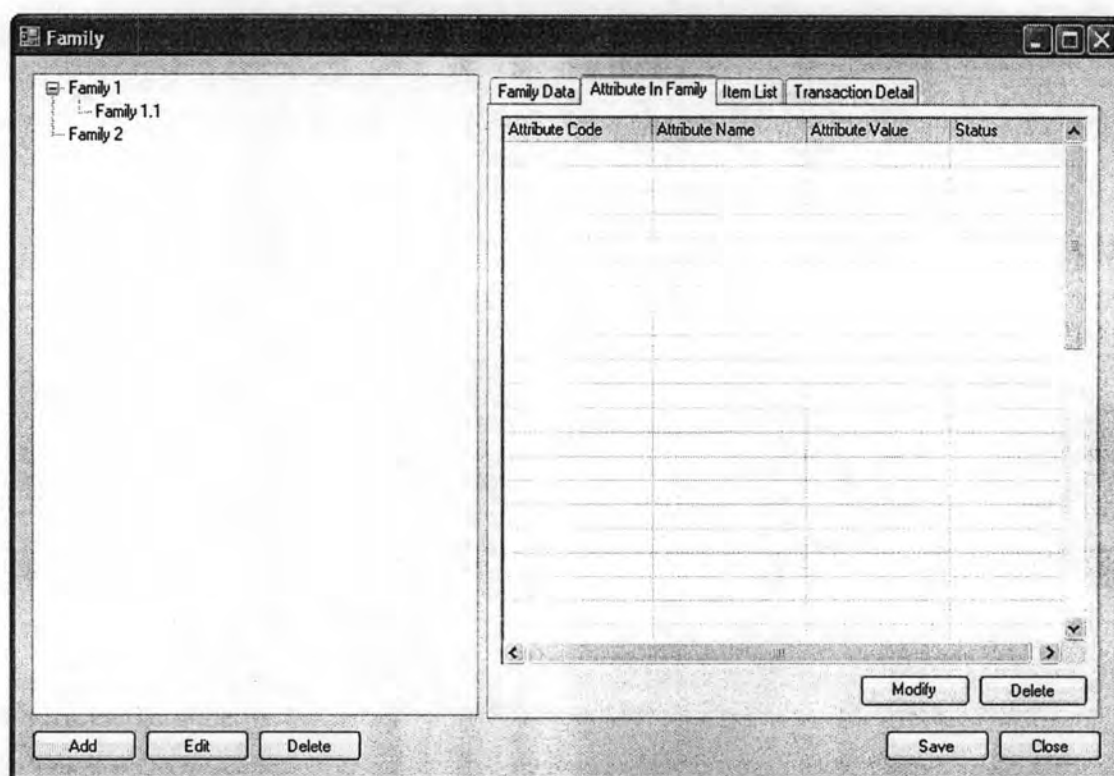 Family
Family 1
Family 1.1
Family 2
Family Data Attribute In Family Item List Transaction Detail
Attribute Code Attribute Name Attribute Value Status
Modify Delete
Add Edit Delete Save Close